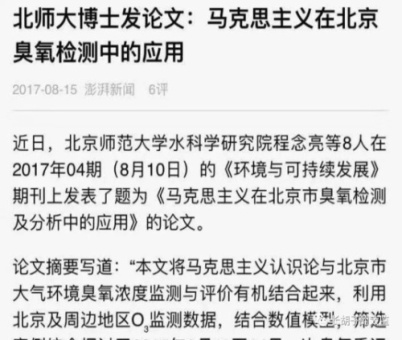 北师大博士发论文：马克思主义在北京
臭氧检测中的应用
2017-08-15 澎湃新闻 6评
近日，北京师范大学水科学研究院程念亮等8人在
2017年04期（8月10日）的《环境与可持续发展》
期刊上发表了题为《马克思主义在北京市臭氧检测
及分析中的应用》的论文。
论文摘要写道：“本文将马克思主义认识论与北京市
大气环境臭氧浓度监测与评价有机结合起来，利用
北京及周边地区O3监测数据，结合数值模型，筛选